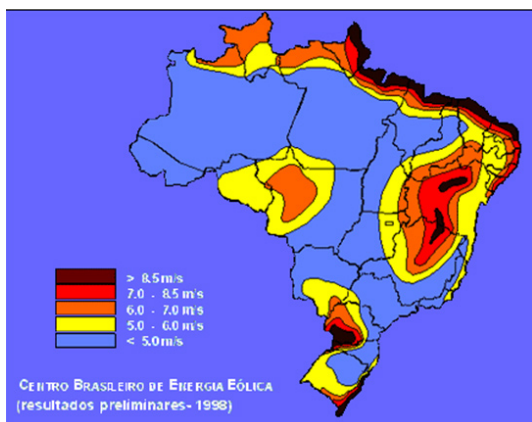 > 8.5 m/s
7.0 - 8.5 m/s
6.0 - 7.0 m/s
5.0 - 6.0 m/s
< 5.0 m/s
CENTRO BRASILEIRO DE ENERGIA EÓLICA
(resultados preliminares- 1998)